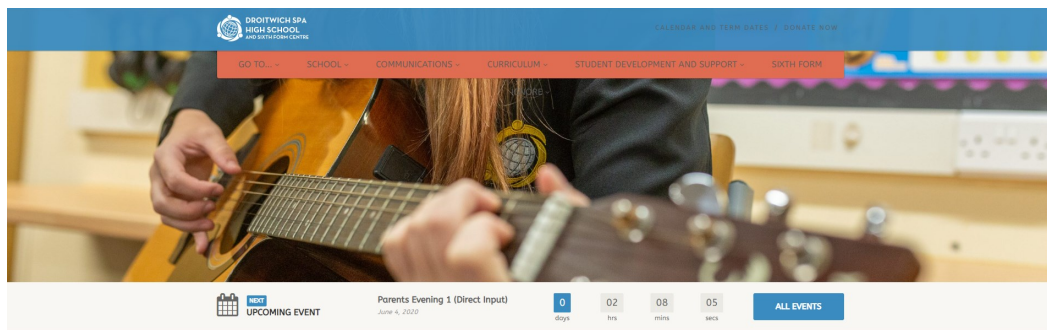 DROITWICH SPA
HIGH SCHOOL
AND SIXTH FORM CENTRE
CALENDAR AND TERM DATES / DONATE NOW
GO TO... SCHOOL COMMUNICATIONS CURRICULUM STUDENT DEVELOPMENT AND SUPPORT SIXTH FORM
NEXT
UPCOMING EVENT
Parents Evening 1 (Direct Input)
June 4, 2020
0 02 08 05
days hrs mins secs
ALL EVENTS